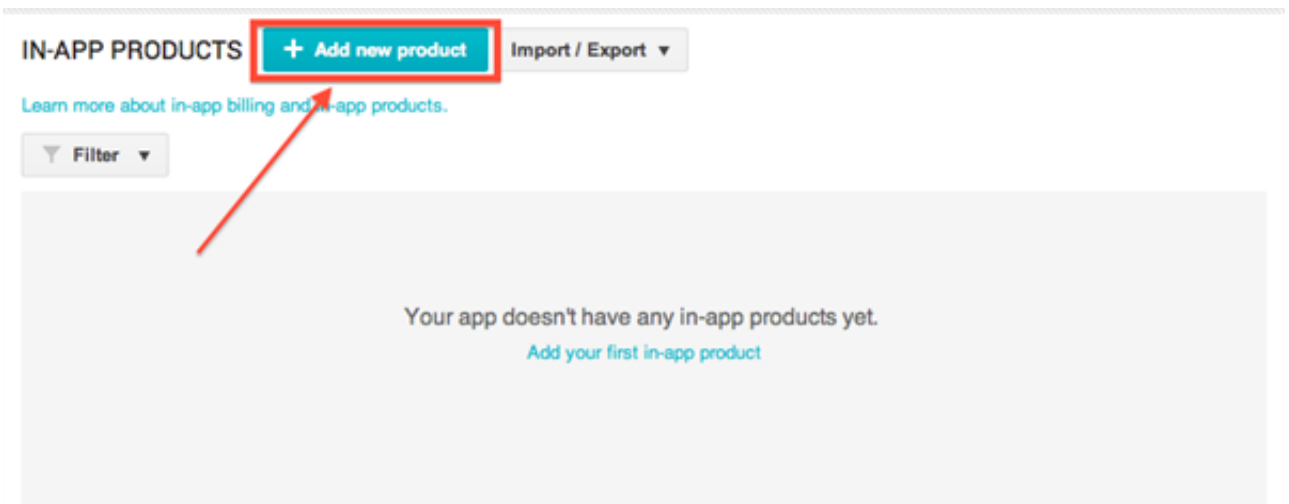 IN-APP PRODUCTS + Add new product Import / Export ▼
Learn more about in-app billing and in-app products.
Filter ▼
Your app doesn't have any in-app products yet.
Add your first in-app product